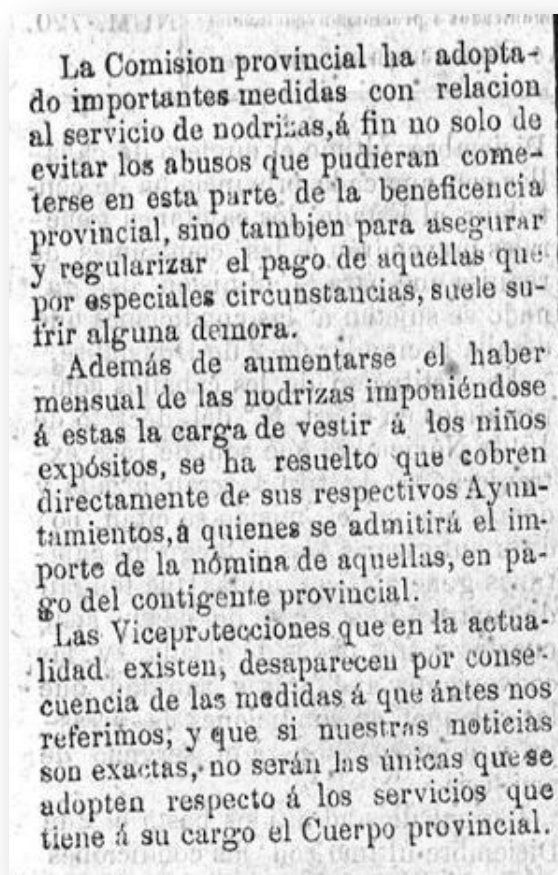 NUM. 720.
La Comision provincial ha adopta-
do importantes medidas con relacion
al servicio de nodrizas, á fin no solo de
evitar los abusos que pudieran come-
terse en esta parte de la beneficencia
provincial, sino tambien para asegurar
y regularizar el pago de aquellas que
por especiales circunstancias, suele su-
frir alguna demora.
Además de aumentarse el haber
mensual de las nodrizas imponiéndose
á estas la carga de vestir á los niños
expósitos, se ha resuelto que cobren
directamente de sus respectivos Ayun-
tamientos, a quienes se admitirá el im-
porte de la nómina de aquellas, en pa-
go del contigente provincial.
Las Viceprotecciones que en la actua-
lidad existen, desaparecen por conse-
cuencia de las medidas á que ántes nos
referimos; y que si nuestras noticias
son exactas, no serán las únicas que se
adopten respecto á los servicios que
tiene á su cargo el Cuerpo provincial.